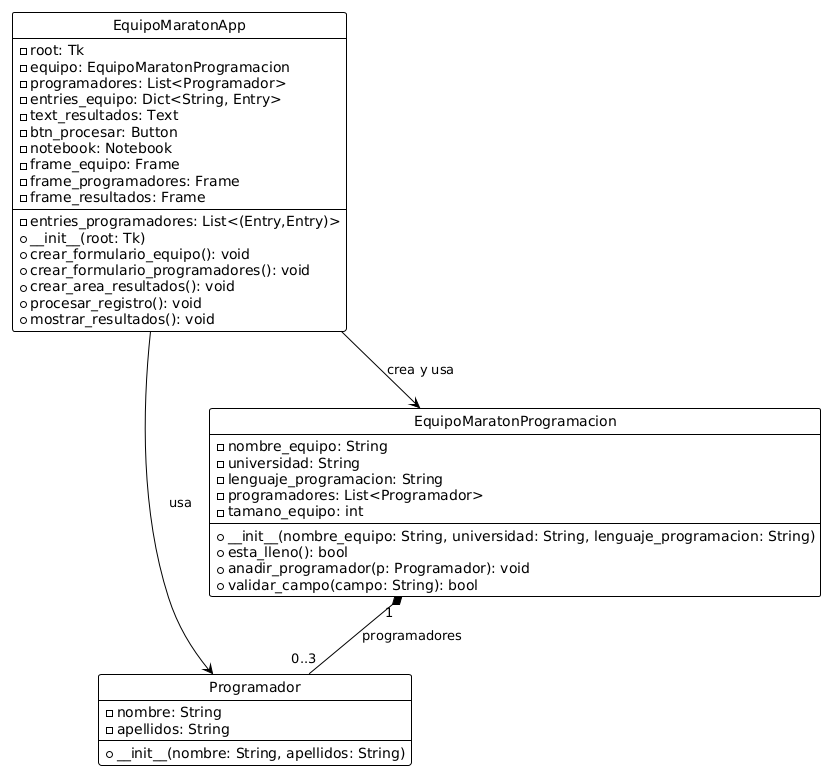 EquipoMaratonApp
root: Tk
equipo: EquipoMaratonProgramacion
programadores: List<Programador>
entries_equipo: Dict<String, Entry>
text_resultados: Text
btn_procesar: Button
notebook: Notebook
frame_equipo: Frame
frame_programadores: Frame
frame_resultados: Frame
entries_programadores: List<(Entry,Entry)>
__init__(root: Tk)
crear_formulario_equipo(): void
crear_formulario_programadores(): void
crear_area_resultados(): void
procesar_registro(): void
mostrar_resultados(): void
crea y usa
usa
EquipoMaratonProgramacion
nombre_equipo: String
universidad: String
lenguaje_programacion: String
programadores: List<Programador>
tamano_equipo: int
__init__(nombre_equipo: String, universidad: String, lenguaje_programacion: String)
esta_lleno(): bool
anadir_programador(p: Programador): void
validar_campo(campo: String): bool
1
programadores
0..3
Programador
nombre: String
apellidos: String
__init__(nombre: String, apellidos: String)